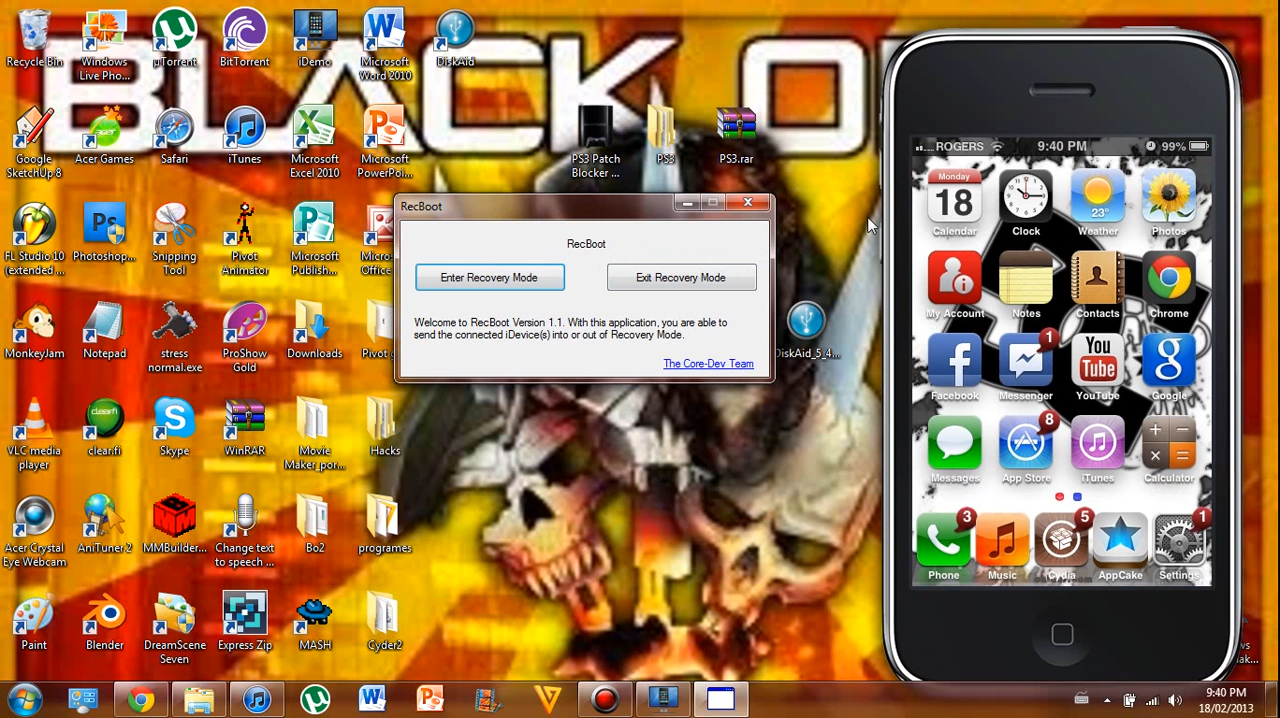 BLACK O
Recycle Bin
Windows
Live Pho...
µTorrent
BitTorrent
iDemo
Microsoft
Word 2010
DiskAid
Google
SketchUp 8
Acer Games
Safari
iTunes
Microsoft
Excel 2010
Microsoft
PowerPoi...
PS3 Patch
Blocker ...
PS3
PS3.rar
FL Studio 10
(extended ...
Photoshop...
Snipping
Tool
Pivot
Animator
Microsoft
Publish...
Microsoft
Office
RecBoot
RecBoot
Enter Recovery Mode
Exit Recovery Mode
Welcome to RecBoot Version 1.1. With this application, you are able to
send the connected iDevice(s) into or out of Recovery Mode.
The Core-Dev Team
MonkeyJam
Notepad
stress
normal.exe
ProShow
Gold
Downloads
Pivot
DiskAid_5_4...
VLC media
player
clear.fi
Skype
WinRAR
Movie
Maker_por...
Hacks
Acer Crystal
Eye Webcam
AniTuner 2
MMBuilder...
Change text
to speech ...
Bo2
programes
Paint
Blender
DreamScene
Seven
Express Zip
MASH
Cyder2
ROGERS
9:40 PM
99%
Monday
18
23°
Calendar
Clock
Weather
Photos
My Account
Notes
Contacts
Chrome
1
You
Tube
Facebook
Messenger
YouTube
Google
8
Messages
App Store
iTunes
Calculator
3
5
1
Phone
Music
Cydia
AppCake
Settings
9:40 PM
18/02/2013